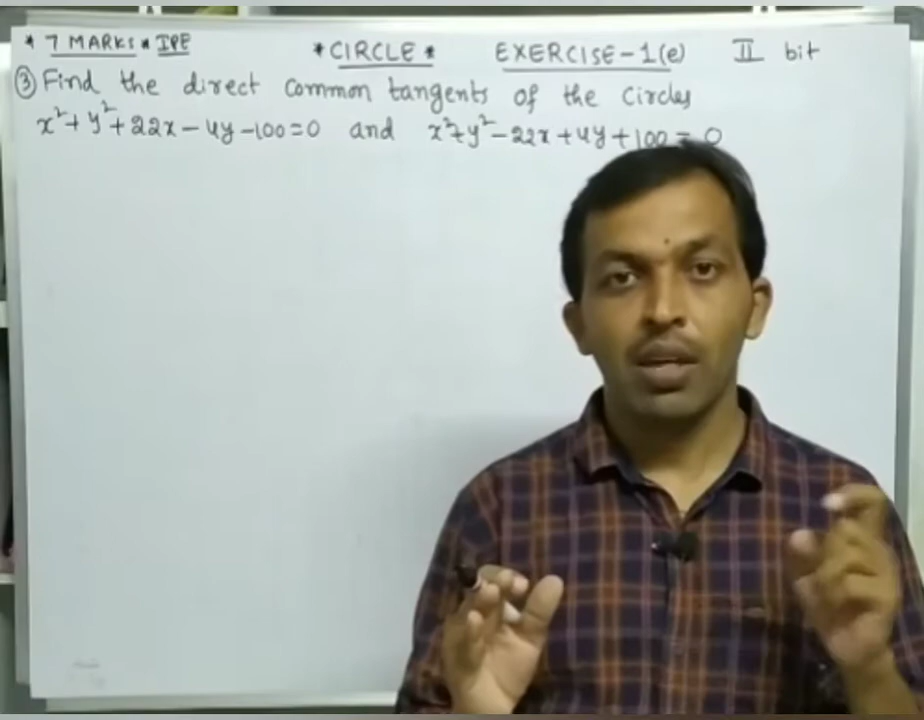 * 7 MARKS * IPE *CIRCLE* EXERCISE-1(e) II bit
③ Find the direct common tangents of the circles
x²+y²+22x-4y-100=0 and x²+y²-22x+4y+100=0